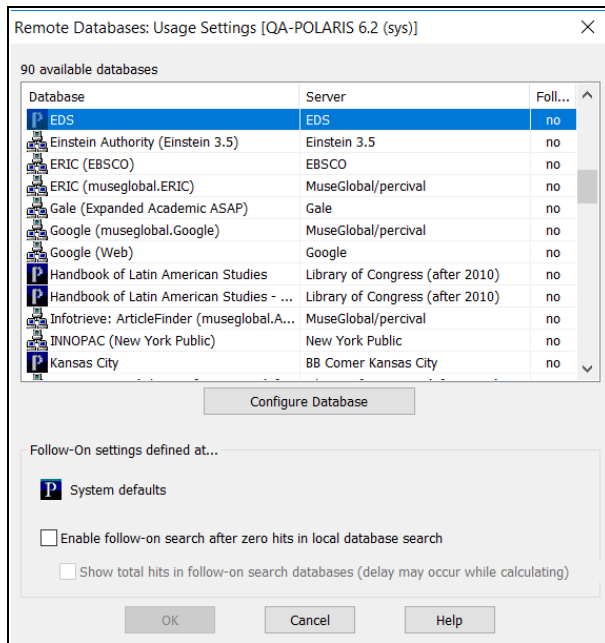 Remote Databases: Usage Settings [QA-POLARIS 6.2 (sys)]
90 available databases
Database Server Foll...
EDS EDS no
Einstein Authority (Einstein 3.5) Einstein 3.5 no
ERIC (EBSCO) EBSCO no
ERIC (museglobal.ERIC) MuseGlobal/percival no
Gale (Expanded Academic ASAP) Gale no
Google (museglobal.Google) MuseGlobal/percival no
Google (Web) Google no
Handbook of Latin American Studies Library of Congress (after 2010) no
Handbook of Latin American Studies - ... Library of Congress (after 2010) no
Infotrieve: ArticleFinder (museglobal.A... MuseGlobal/percival no
INNOPAC (New York Public) New York Public no
Kansas City BB Comer Kansas City no
Configure Database
Follow-On settings defined at...
P System defaults
Enable follow-on search after zero hits in local database search
Show total hits in follow-on search databases (delay may occur while calculating)
OK Cancel Help